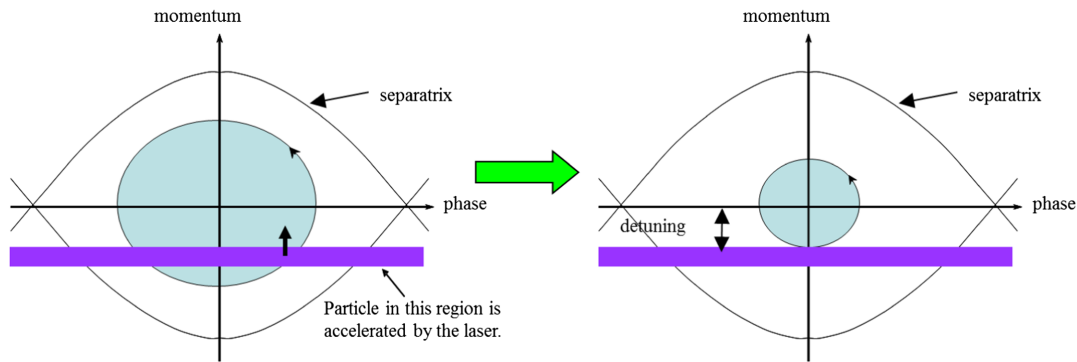 momentum
separatrix
phase
Particle in this region is
accelerated by the laser.
momentum
separatrix
phase
detuning